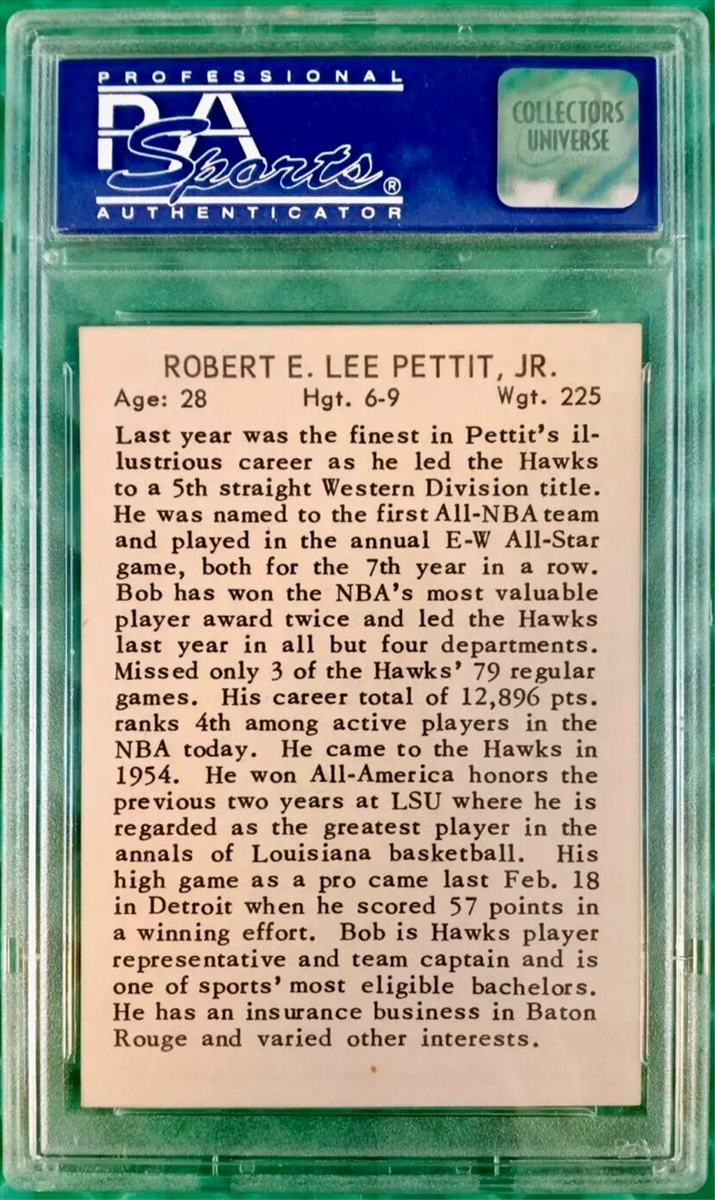 PROFESSIONAL
PSA
Sports®
AUTHENTICATOR
COLLECTORS
UNIVERSE
ROBERT E. LEE PETTIT, JR.
Age: 28 Hgt. 6-9 Wgt. 225
Last year was the finest in Pettit's il-
lustrious career as he led the Hawks
to a 5th straight Western Division title.
He was named to the first All-NBA team
and played in the annual E-W All-Star
game, both for the 7th year in a row.
Bob has won the NBA's most valuable
player award twice and led the Hawks
last year in all but four departments.
Missed only 3 of the Hawks' 79 regular
games. His career total of 12,896 pts.
ranks 4th among active players in the
NBA today. He came to the Hawks in
1954. He won All-America honors the
previous two years at LSU where he is
regarded as the greatest player in the
annals of Louisiana basketball. His
high game as a pro came last Feb. 18
in Detroit when he scored 57 points in
a winning effort. Bob is Hawks player
representative and team captain and is
one of sports' most eligible bachelors.
He has an insurance business in Baton
Rouge and varied other interests.